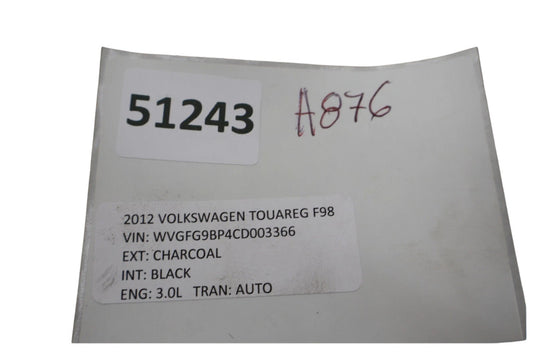 51243 A876
2012 VOLKSWAGEN TOUAREG F98
VIN: WVGFG9BP4CD003366
EXT: CHARCOAL
INT: BLACK
ENG: 3.0L TRAN: AUTO